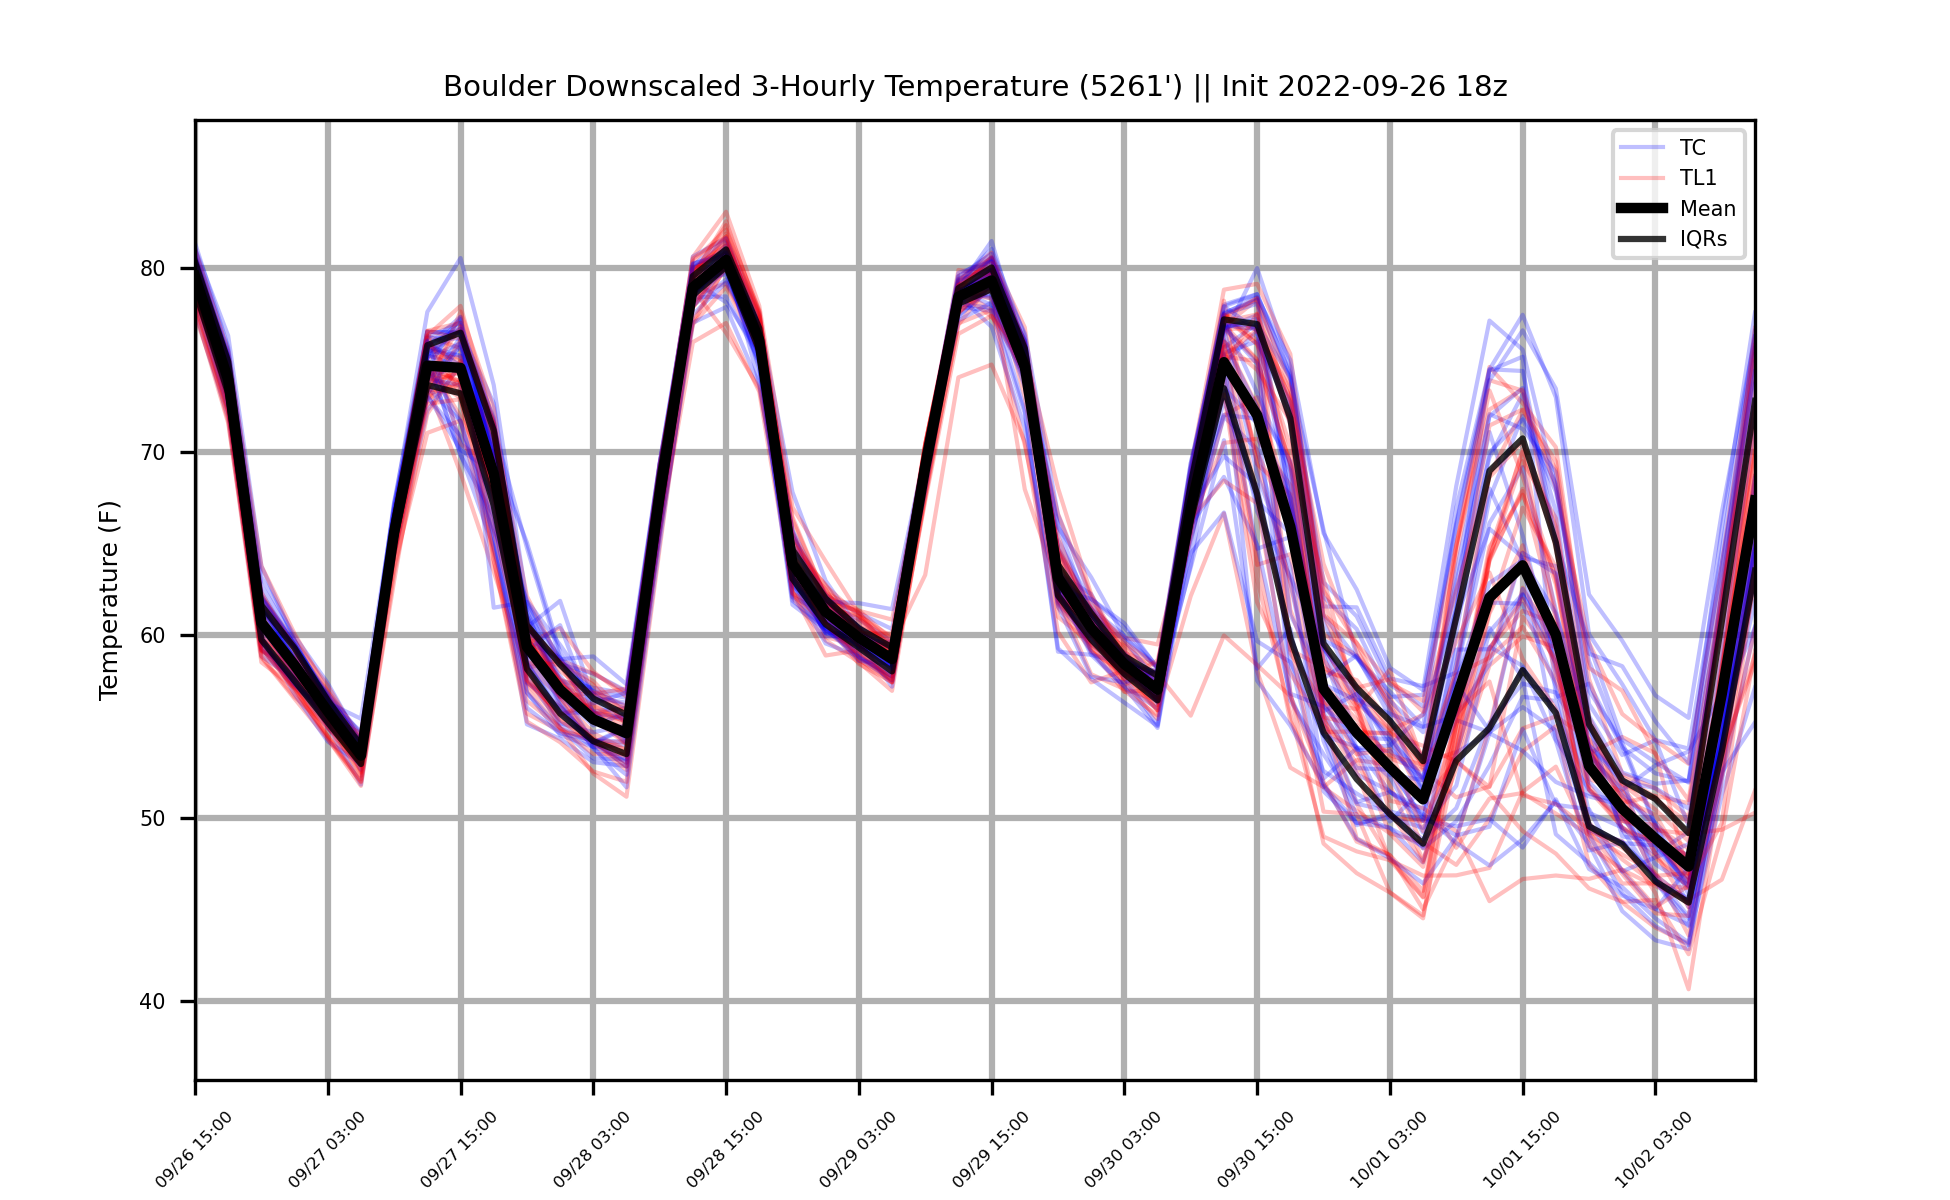 Boulder Downscaled 3-Hourly Temperature (5261') || Init 2022-09-26 18z
TC
TL1
Mean
IQRs
Temperature (F)
80
70
60
50
40
09/26 15:00
09/27 03:00
09/27 15:00
09/28 03:00
09/28 15:00
09/29 03:00
09/29 15:00
09/30 03:00
09/30 15:00
10/01 03:00
10/01 15:00
10/02 03:00